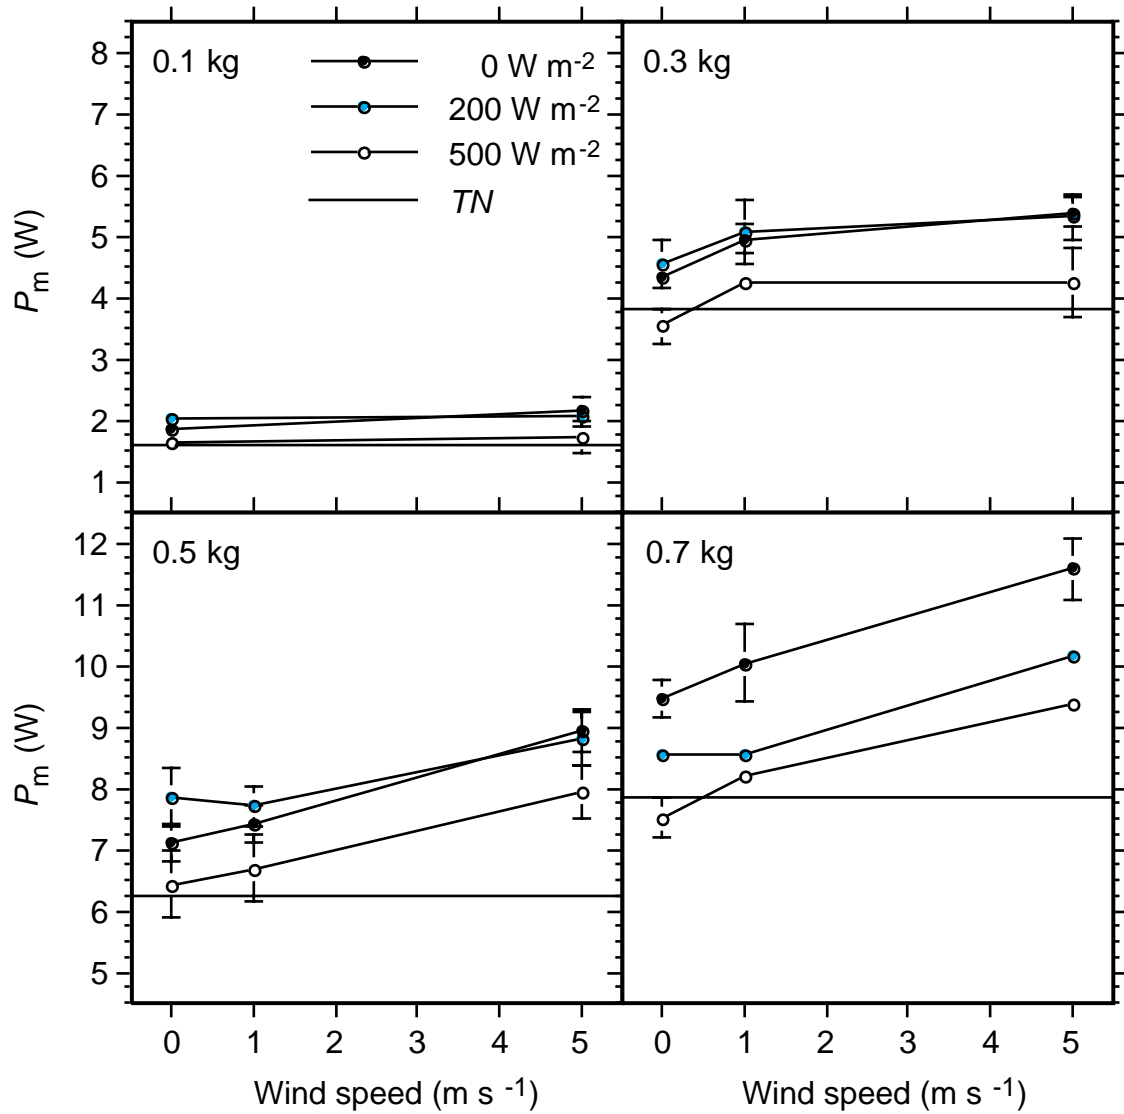 0.1 kg
0 W m-2
200 W m-2
500 W m-2
TN
0.3 kg
8
7
6
5
4
3
2
1
Pm (W)
0.5 kg
0.7 kg
12
11
10
9
8
7
6
5
Pm (W)
0 1 2 3 4 5 0 1 2 3 4 5
Wind speed (m s -1) Wind speed (m s -1)